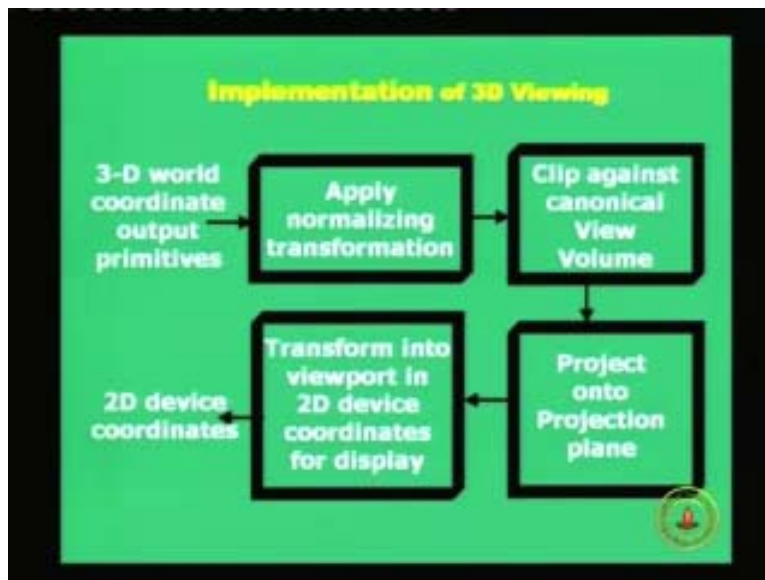 Implementation of 3D Viewing
3-D world
coordinate
output
primitives
Apply
normalizing
transformation
Clip against
canonical
View
Volume
Project
onto
Projection
plane
Transform into
viewport in
2D device
coordinates
for display
2D device
coordinates